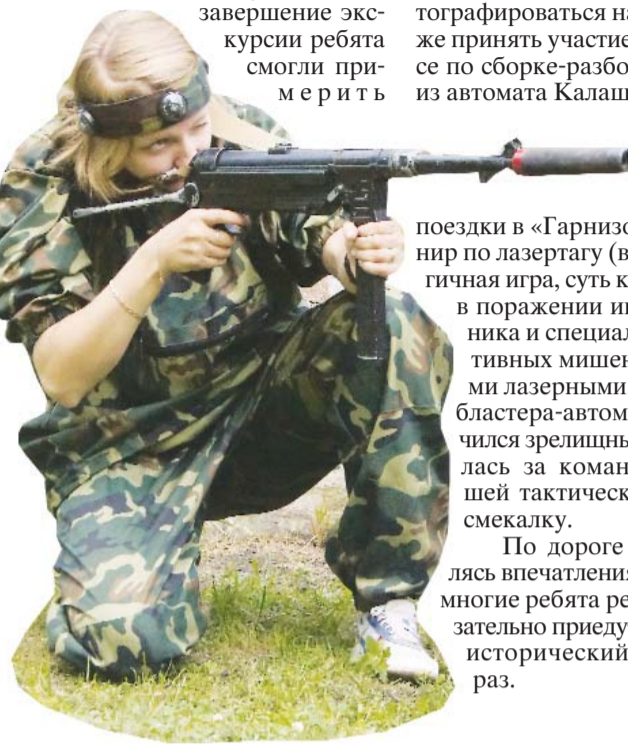 завершение экс-
курсии ребята
смогли при-
мерить
тографироваться на
же принять участие
се по сборке-разбо
из автомата Калаш
поездки в «Гарнизо
нир по лазертагу (в
гичная игра, суть к
в поражении и
ника и специал
тивных мишен
ми лазерными
бластера-автом
чился зрелищны
лась за коман
шей тактическ
смекалку.
По дороге
лясь впечатления
многие ребята ре
зательно приеду
исторический
раз.